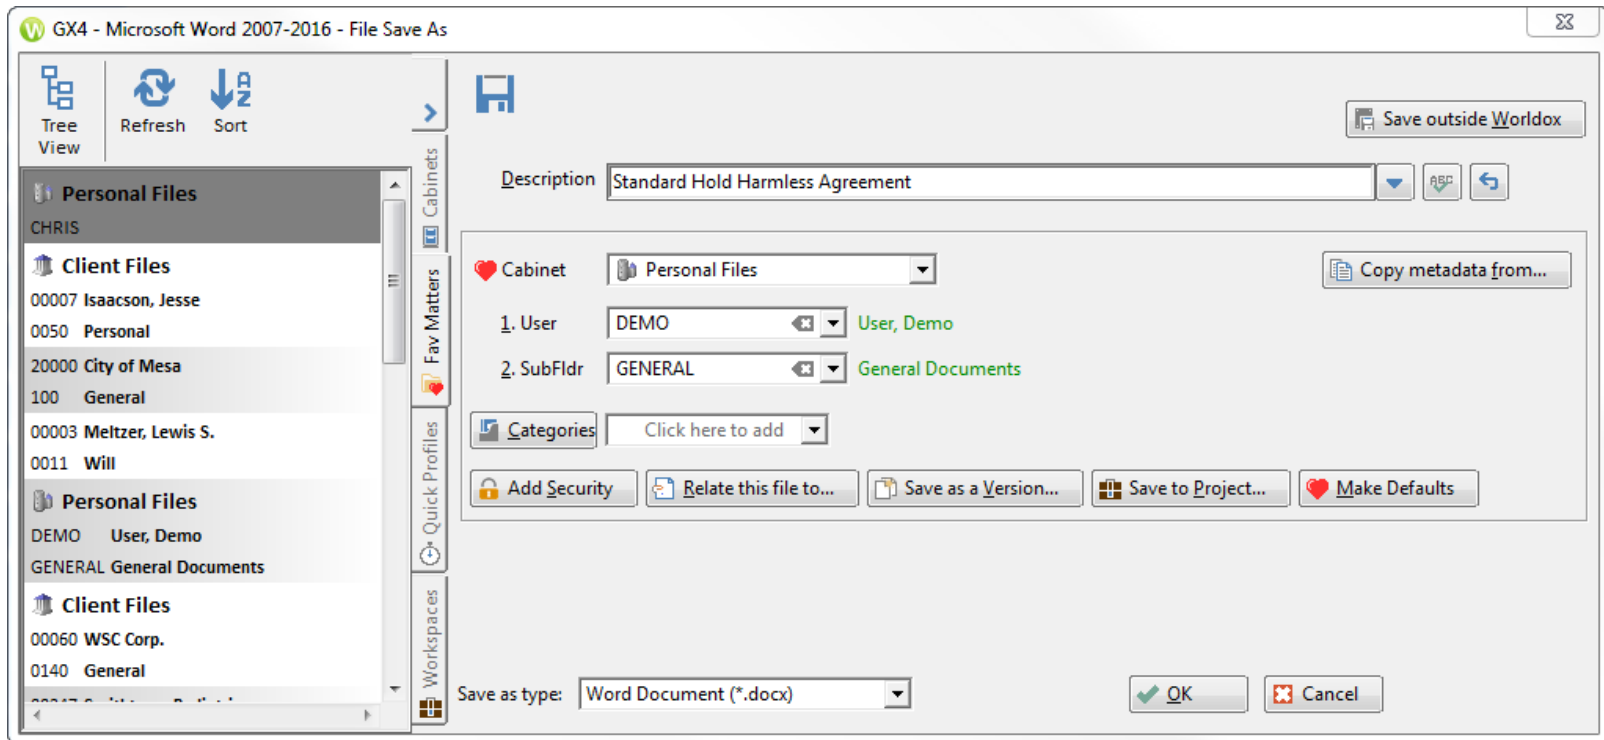 GX4 - Microsoft Word 2007-2016 - File Save As
Tree View
Refresh
Sort
Personal Files
CHRIS
Client Files
00007 Isaacson, Jesse
0050 Personal
20000 City of Mesa
100 General
00003 Meltzer, Lewis S.
0011 Will
Personal Files
DEMO User, Demo
GENERAL General Documents
Client Files
00060 WSC Corp.
0140 General
Cabinets
Fav Matters
Quick Profiles
Workspaces
Save outside Worldox
Description Standard Hold Harmless Agreement
ABC
Cabinet Personal Files
Copy metadata from...
1. User DEMO User, Demo
2. SubFldr GENERAL General Documents
Categories Click here to add
Add Security Relate this file to... Save as a Version... Save to Project... Make Defaults
Save as type: Word Document (*.docx)
OK Cancel